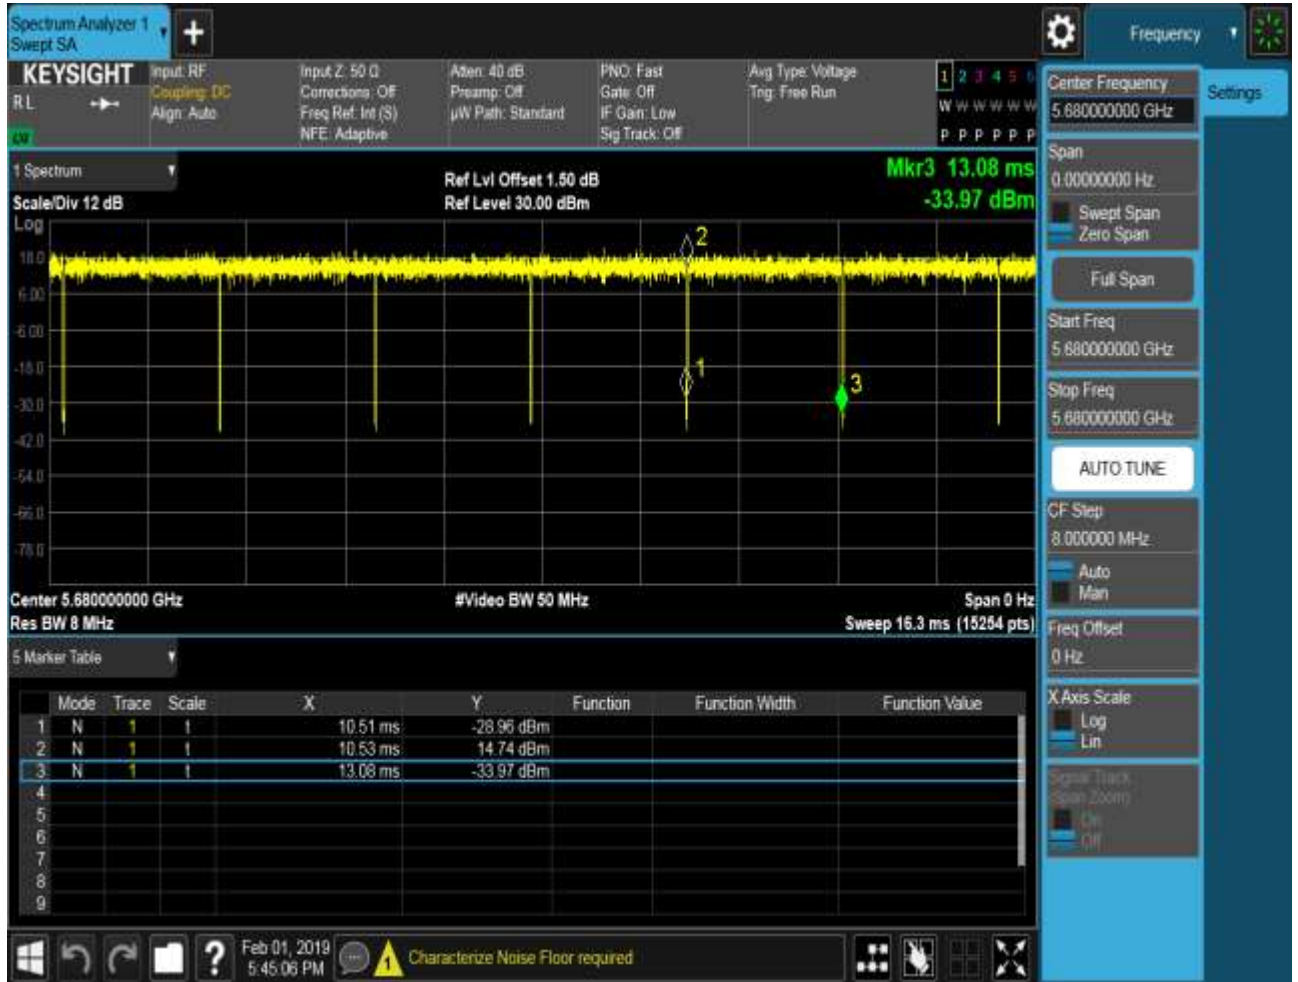 Spectrum Analyzer 1
Swept SA
Frequency
KEYSIGHT
RL
Input: RF
Coupling: DC
Align: Auto
Input Z: 50 Ω
Corrections: Off
Freq Ref: Int (S)
NFE: Adaptive
Atten: 40 dB
Preamp: Off
µW Path: Standard
PNO: Fast
Gate: Off
IF Gain: Low
Sig Track: Off
Avg Type: Voltage
Trig: Free Run
1 2 3 4 5 6
W W W W W W
P P P P P P
1 Spectrum
Scale/Div 12 dB
Log
Ref Lvl Offset 1.50 dB
Ref Level 30.00 dBm
Mkr3 13.08 ms
-33.97 dBm
18.0
6.00
-6.00
-18.0
-30.0
-42.0
-54.0
-66.0
-78.0
2
1
3
Center 5.680000000 GHz
Res BW 8 MHz
#Video BW 50 MHz
Span 0 Hz
Sweep 16.3 ms (15254 pts)
5 Marker Table
Mode Trace Scale X Y Function Function Width Function Value
1 N 1 t 10.51 ms -28.96 dBm
2 N 1 t 10.53 ms 14.74 dBm
3 N 1 t 13.08 ms -33.97 dBm
4
5
6
7
8
9
Feb 01, 2019
5:45:06 PM
1
Characterize Noise Floor required
Center Frequency
5.680000000 GHz
Settings
Span
0.00000000 Hz
Swept Span
Zero Span
Full Span
Start Freq
5.680000000 GHz
Stop Freq
5.680000000 GHz
AUTO TUNE
CF Step
8.000000 MHz
Auto
Man
Freq Offset
0 Hz
X Axis Scale
Log
Lin
Signal Track
(Span Zoom)
On
Off